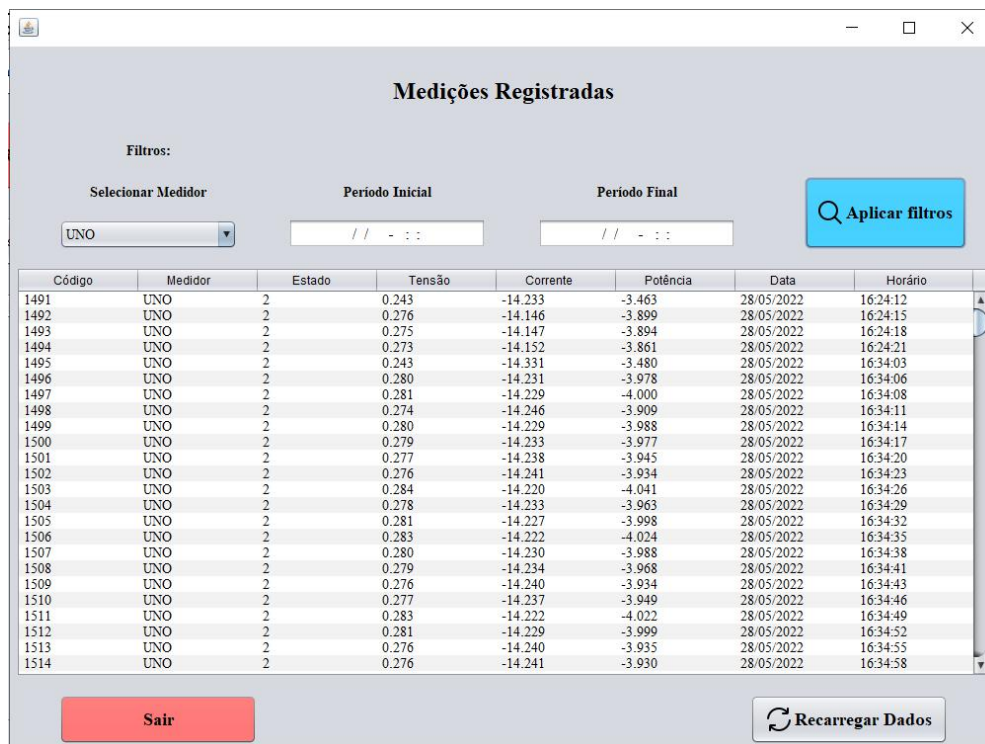 Medições Registradas
Filtros:
Selecionar Medidor Período Inicial Período Final
UNO / / - : : / / - : : Aplicar filtros
Código Medidor Estado Tensão Corrente Potência Data Horário
1491 UNO 2 0.243 -14.233 -3.463 28/05/2022 16:24:12
1492 UNO 2 0.276 -14.146 -3.899 28/05/2022 16:24:15
1493 UNO 2 0.275 -14.147 -3.894 28/05/2022 16:24:18
1494 UNO 2 0.273 -14.152 -3.861 28/05/2022 16:24:21
1495 UNO 2 0.243 -14.331 -3.480 28/05/2022 16:34:03
1496 UNO 2 0.280 -14.231 -3.978 28/05/2022 16:34:06
1497 UNO 2 0.281 -14.229 -4.000 28/05/2022 16:34:08
1498 UNO 2 0.274 -14.246 -3.909 28/05/2022 16:34:11
1499 UNO 2 0.280 -14.229 -3.988 28/05/2022 16:34:14
1500 UNO 2 0.279 -14.233 -3.977 28/05/2022 16:34:17
1501 UNO 2 0.277 -14.238 -3.945 28/05/2022 16:34:20
1502 UNO 2 0.276 -14.241 -3.934 28/05/2022 16:34:23
1503 UNO 2 0.284 -14.220 -4.041 28/05/2022 16:34:26
1504 UNO 2 0.278 -14.233 -3.963 28/05/2022 16:34:29
1505 UNO 2 0.281 -14.227 -3.998 28/05/2022 16:34:32
1506 UNO 2 0.283 -14.222 -4.024 28/05/2022 16:34:35
1507 UNO 2 0.280 -14.230 -3.988 28/05/2022 16:34:38
1508 UNO 2 0.279 -14.234 -3.968 28/05/2022 16:34:41
1509 UNO 2 0.276 -14.240 -3.934 28/05/2022 16:34:43
1510 UNO 2 0.277 -14.237 -3.949 28/05/2022 16:34:46
1511 UNO 2 0.283 -14.222 -4.022 28/05/2022 16:34:49
1512 UNO 2 0.281 -14.229 -3.999 28/05/2022 16:34:52
1513 UNO 2 0.276 -14.240 -3.935 28/05/2022 16:34:55
1514 UNO 2 0.276 -14.241 -3.930 28/05/2022 16:34:58
Sair Recarregar Dados